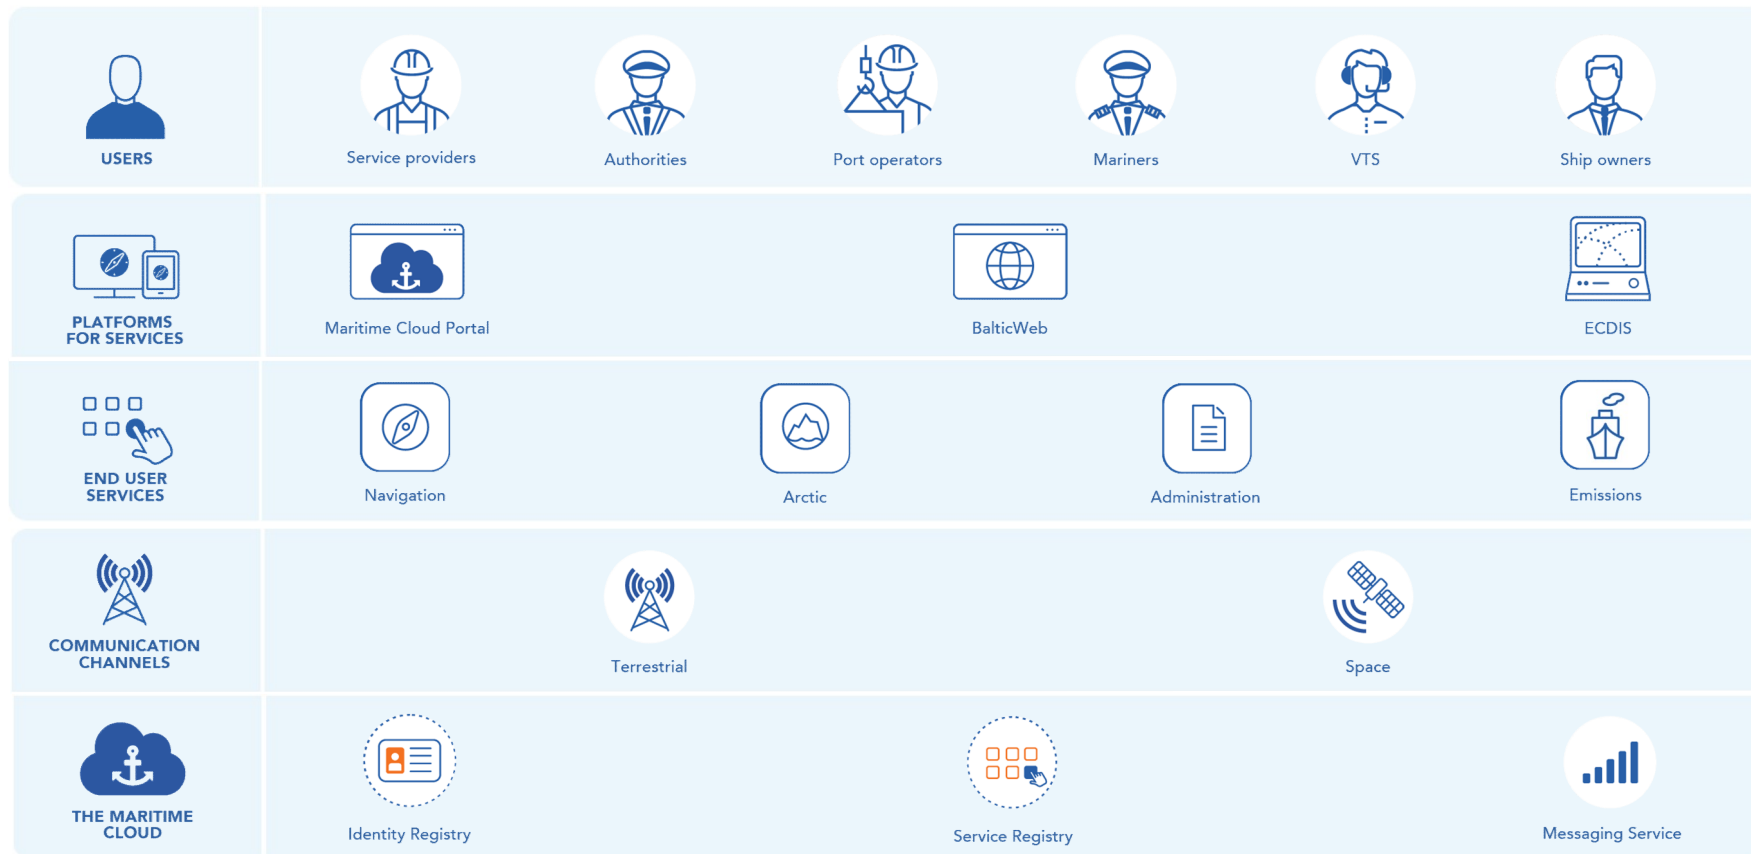 USERS
Service providers
Authorities
Port operators
Mariners
VTS
Ship owners
PLATFORMS
FOR SERVICES
Maritime Cloud Portal
BalticWeb
ECDIS
END USER
SERVICES
Navigation
Arctic
Administration
Emissions
COMMUNICATION
CHANNELS
Terrestrial
Space
THE MARITIME
CLOUD
Identity Registry
Service Registry
Messaging Service